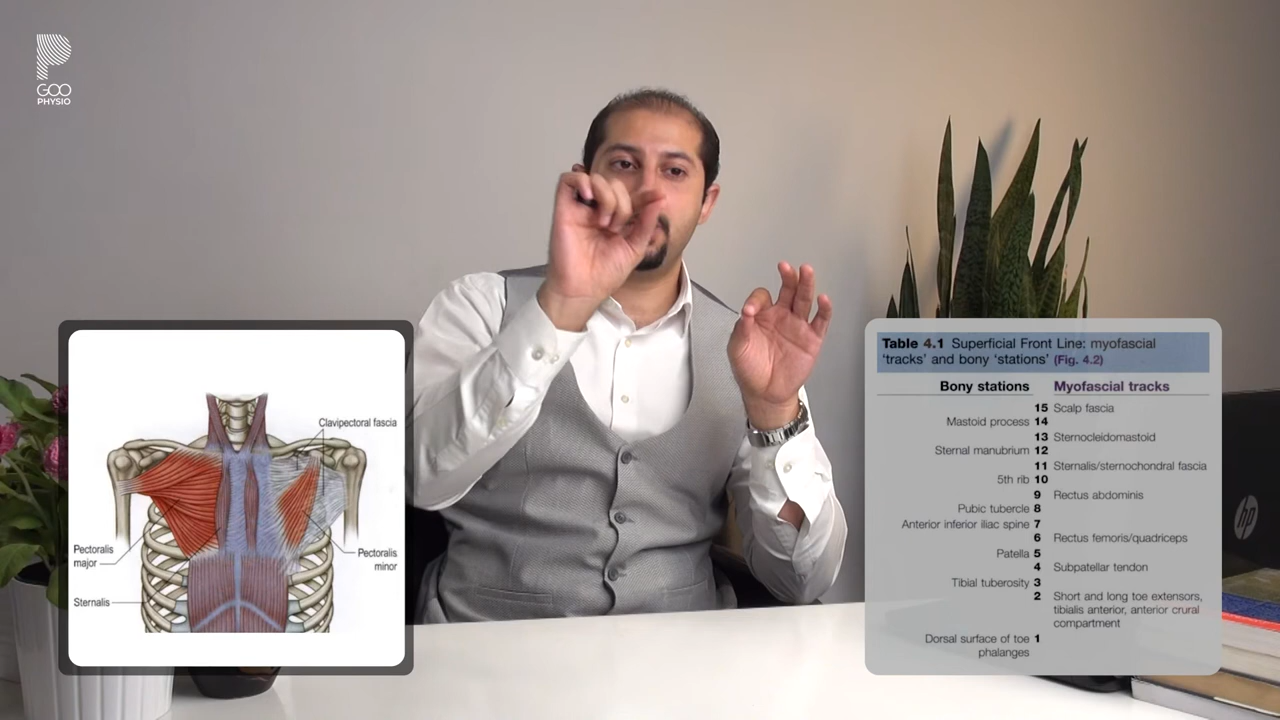 GOO
PHYSIO
Clavipectoral fascia
Pectoralis
major
Pectoralis
minor
Sternalis
Table 4.1 Superficial Front Line: myofascial
'tracks' and bony 'stations' (Fig. 4.2)
Bony stations Myofascial tracks
15 Scalp fascia
Mastoid process 14
13 Sternocleidomastoid
Sternal manubrium 12
11 Sternalis/sternochondral fascia
5th rib 10
9 Rectus abdominis
Pubic tubercle 8
Anterior inferior iliac spine 7
6 Rectus femoris/quadriceps
Patella 5
4 Subpatellar tendon
Tibial tuberosity 3
2 Short and long toe extensors,
tibialis anterior, anterior crural
compartment
Dorsal surface of toe 1
phalanges
hp